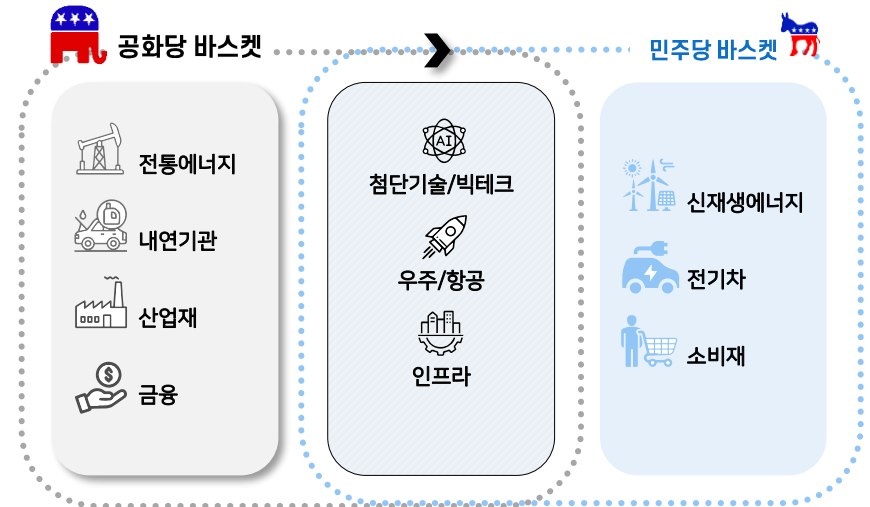 공화당 바스켓
민주당 바스켓
전통에너지
내연기관
산업재
금융
AI
첨단기술/빅테크
우주/항공
인프라
신재생에너지
전기차
소비재